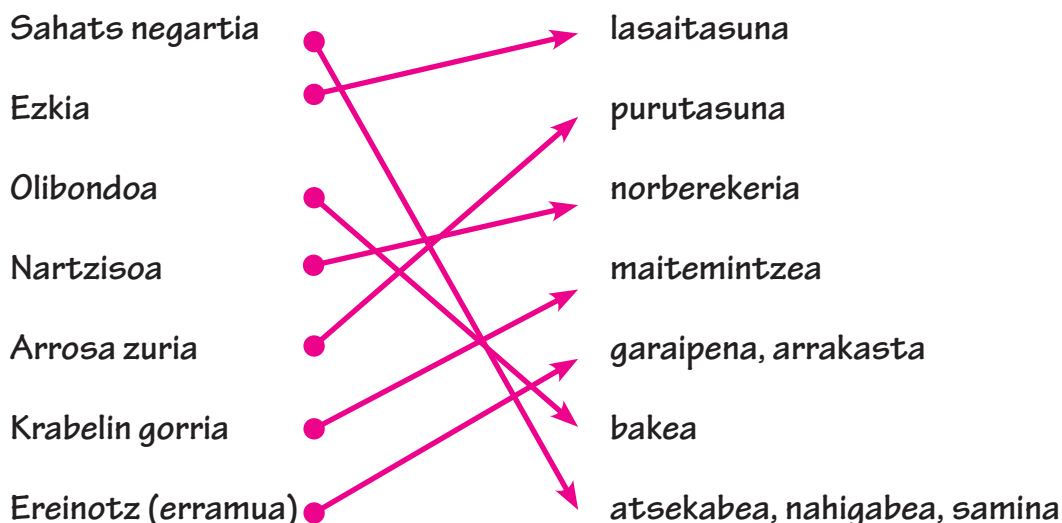 Sahats negartia
lasaitasuna
Ezkia
purutasuna
Olibondoa
norberekeria
Nartzisoa
maitemintzea
Arrosa zuria
garaipena, arrakasta
Krabelin gorria
bakea
Ereinotz (erramua)
atsekabea, nahigabea, samina